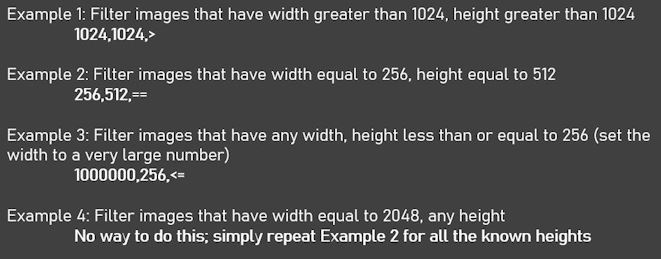 Example 1: Filter images that have width greater than 1024, height greater than 1024
1024,1024,>
Example 2: Filter images that have width equal to 256, height equal to 512
256,512,==
Example 3: Filter images that have any width, height less than or equal to 256 (set the
width to a very large number)
1000000,256,<=
Example 4: Filter images that have width equal to 2048, any height
No way to do this; simply repeat Example 2 for all the known heights